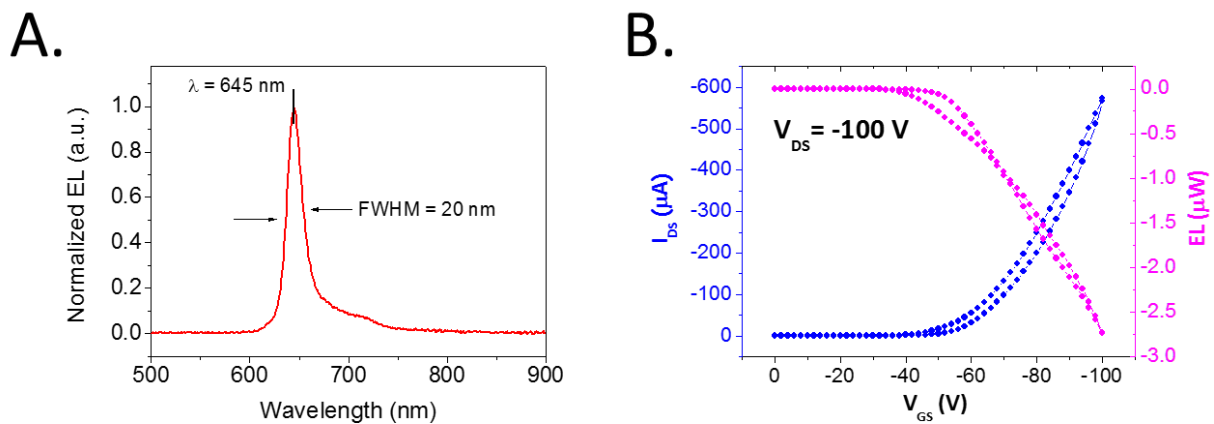 A.
λ = 645 nm
FWHM = 20 nm
Normalized EL (a.u.)
1.0
0.8
0.6
0.4
0.2
0.0
500 600 700 800 900
Wavelength (nm)
B.
V_DS = -100 V
I_DS (μA)
-600
-500
-400
-300
-200
-100
0
0 -20 -40 -60 -80 -100
V_GS (V)
0.0
-0.5
-1.0
-1.5
-2.0
-2.5
-3.0
EL (μW)